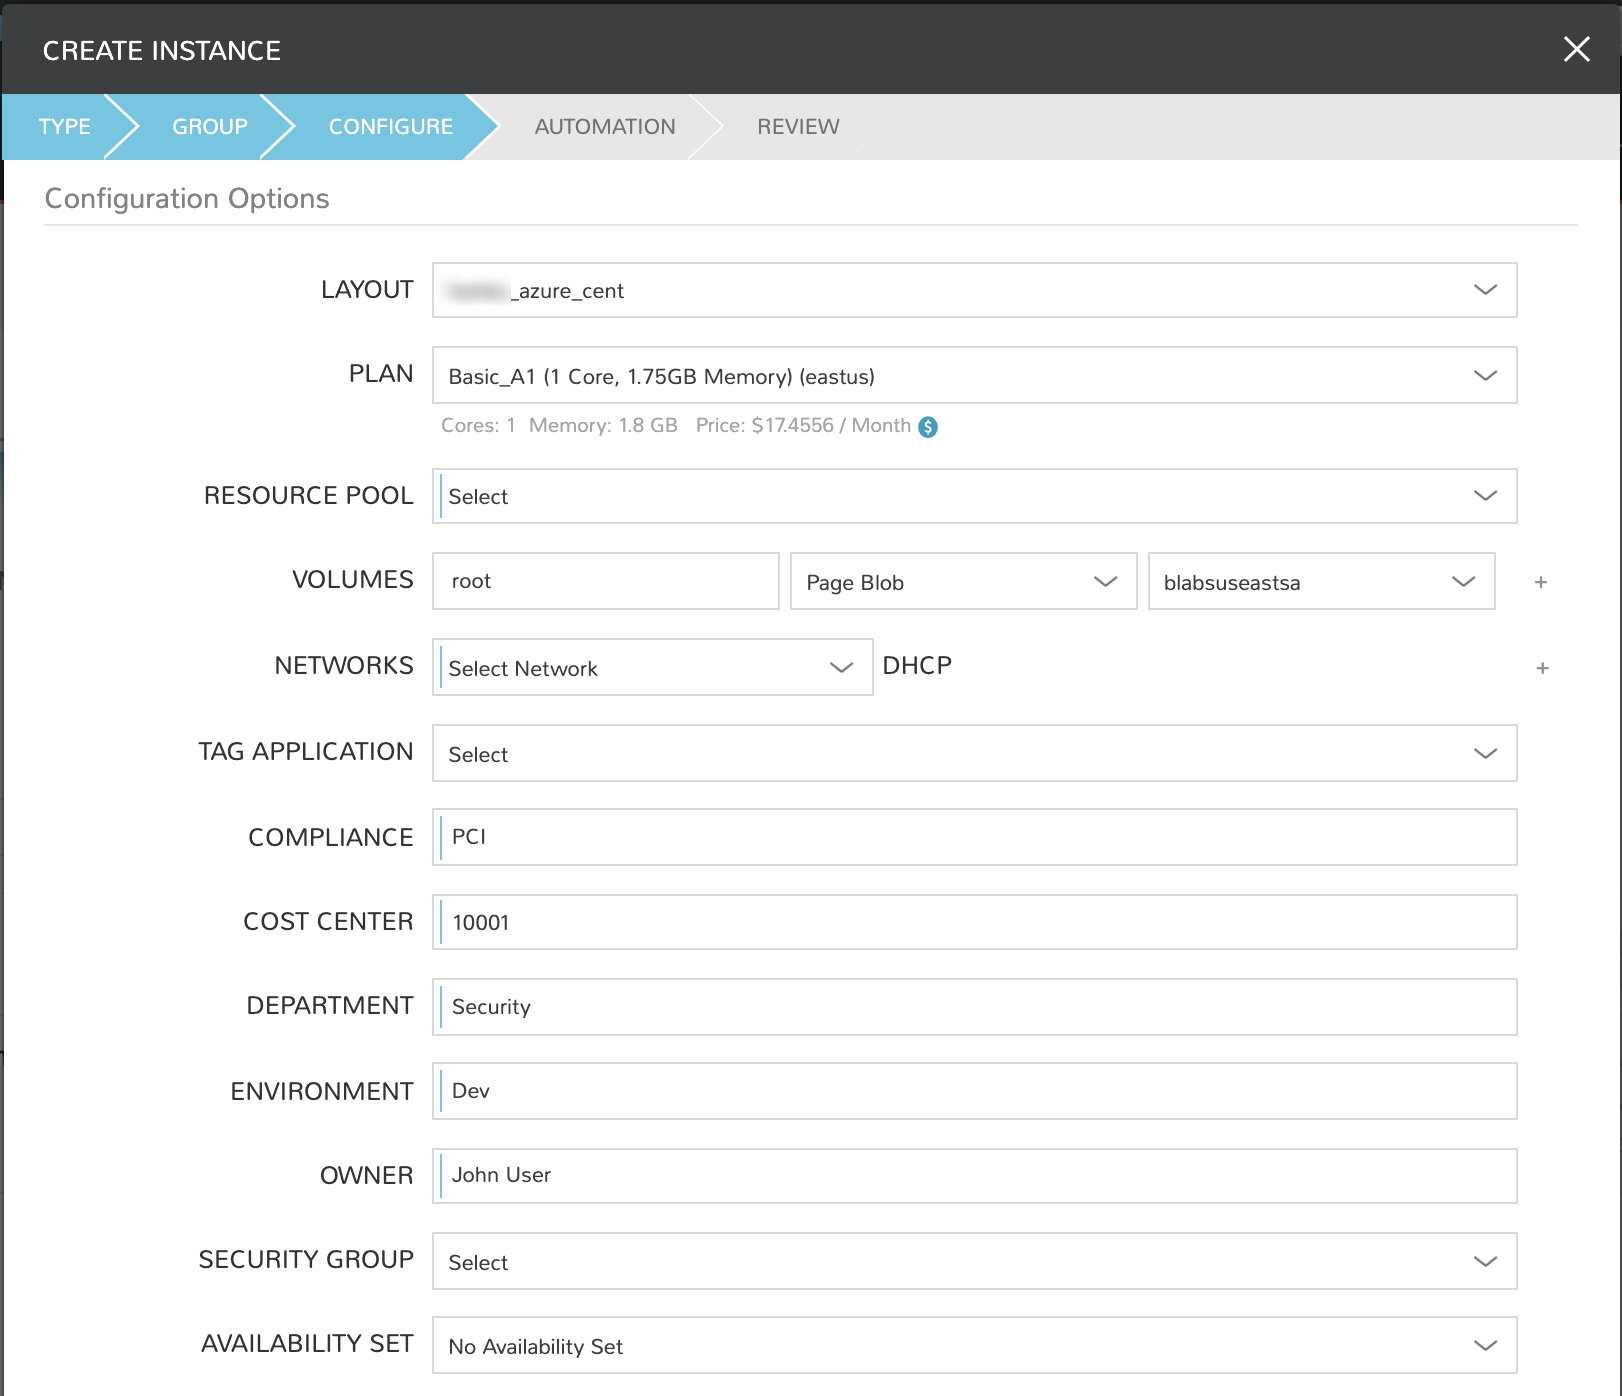 CREATE INSTANCE
TYPE GROUP CONFIGURE AUTOMATION REVIEW
Configuration Options
LAYOUT _azure_cent
PLAN Basic_A1 (1 Core, 1.75GB Memory) (eastus)
Cores: 1 Memory: 1.8 GB Price: $17.4556 / Month $
RESOURCE POOL Select
VOLUMES root Page Blob blabsuseastsa +
NETWORKS Select Network DHCP +
TAG APPLICATION Select
COMPLIANCE PCI
COST CENTER 10001
DEPARTMENT Security
ENVIRONMENT Dev
OWNER John User
SECURITY GROUP Select
AVAILABILITY SET No Availability Set